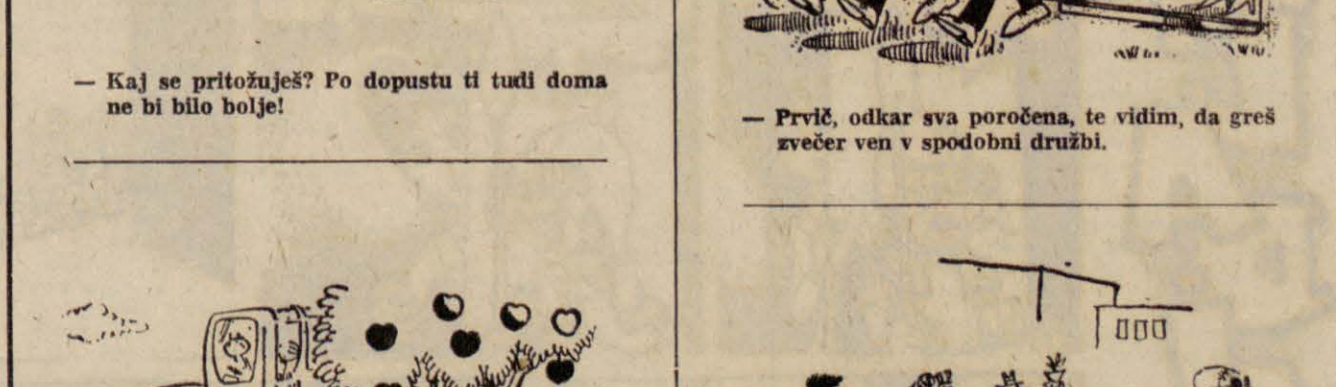 — Kaj se pritožuješ? Po dopustu ti tudi doma
ne bi bilo bolje!
— Prvič, odkar sva poročena, te vidim, da greš
zvečer ven v spodobni družbi.